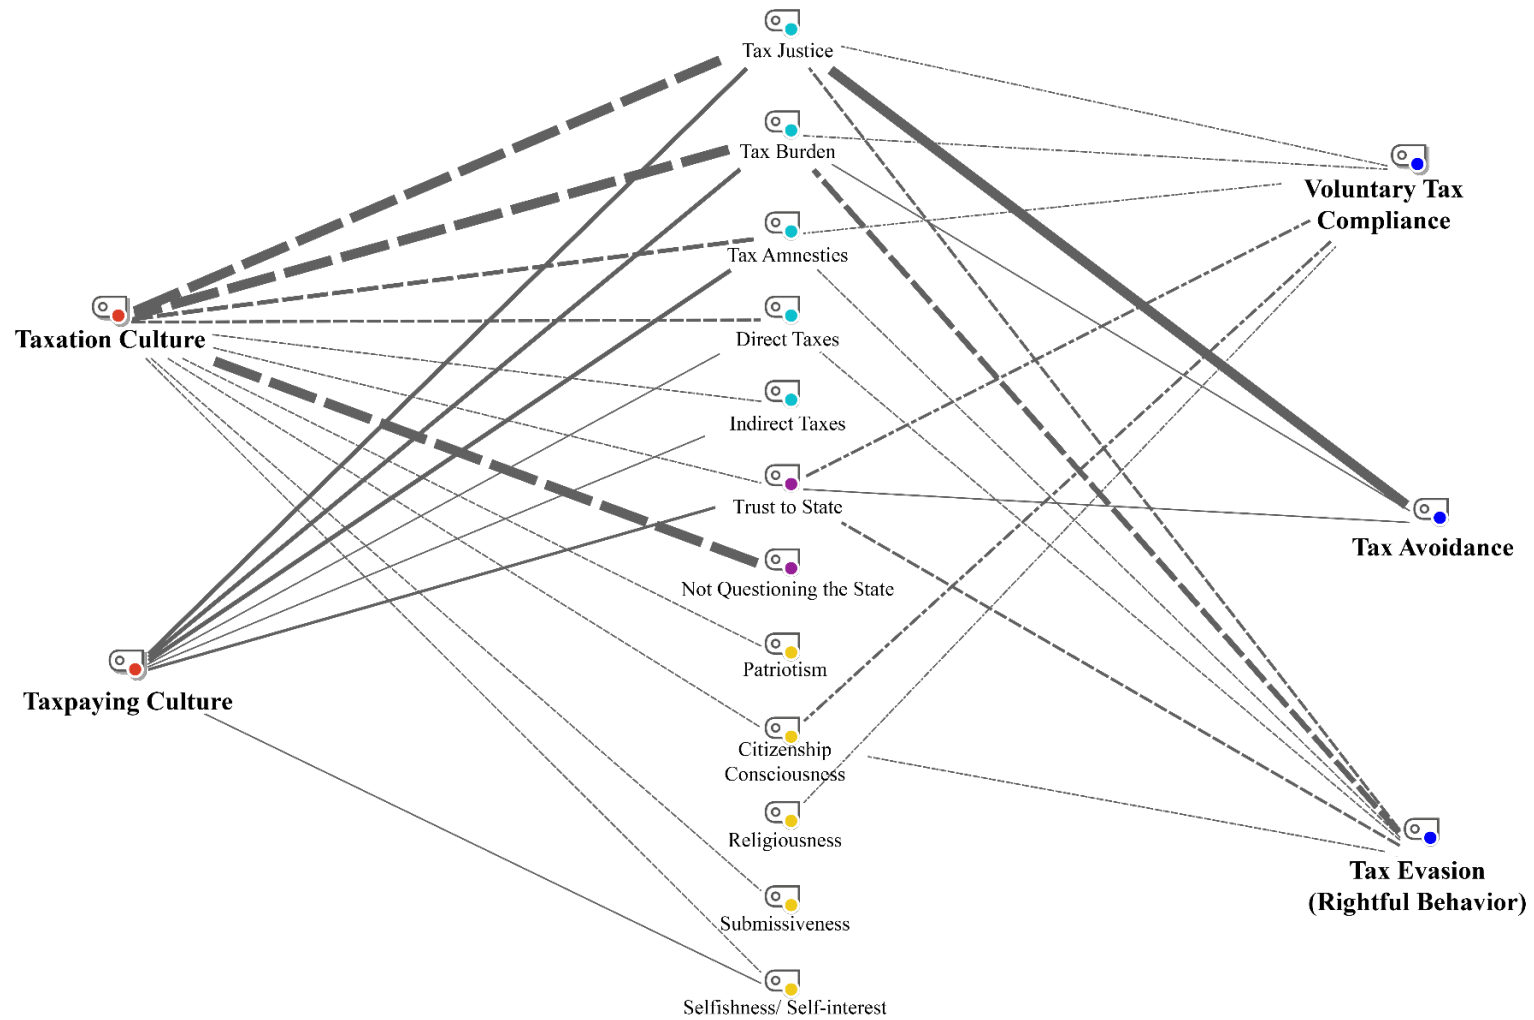 Tax Justice
Tax Burden
Voluntary Tax
Compliance
Tax Amnesties
Taxation Culture
Direct Taxes
Indirect Taxes
Trust to State
Tax Avoidance
Not Questioning the State
Patriotism
Taxpaying Culture
Citizenship
Consciousness
Religiousness
Tax Evasion
(Rightful Behavior)
Submissiveness
Selfishness/ Self-interest